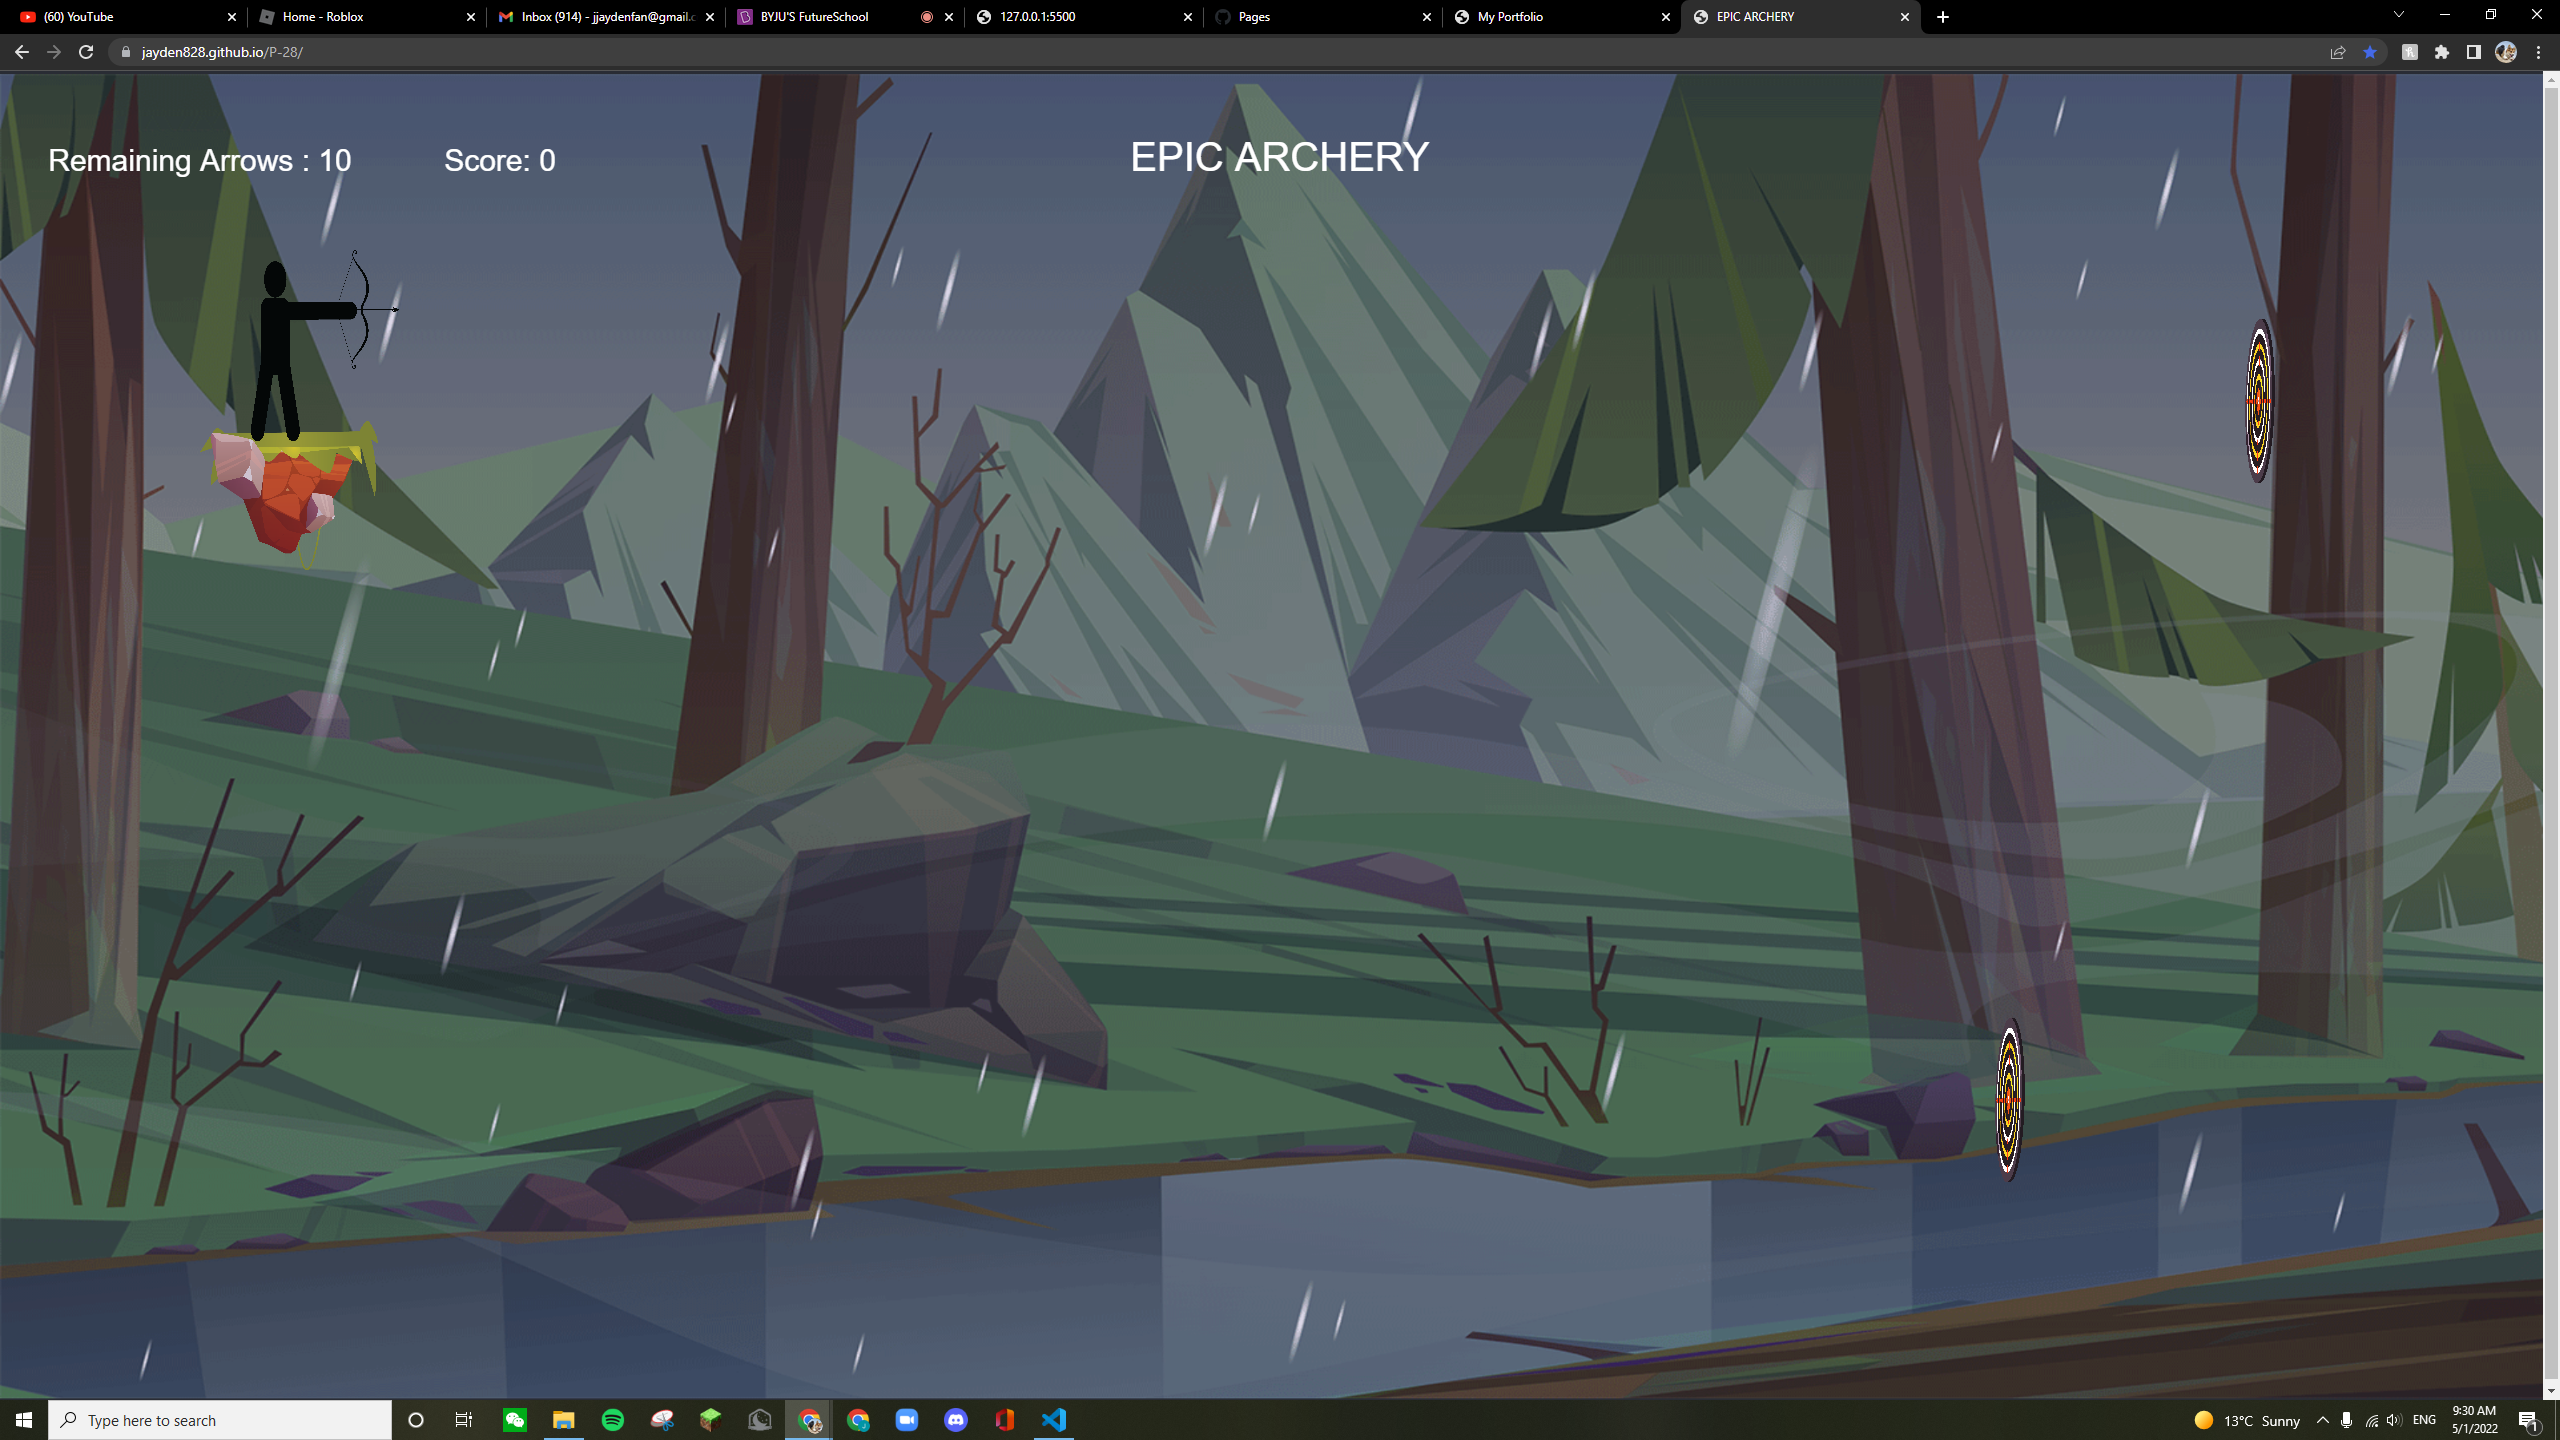 (60) YouTube
Home - Roblox
Inbox (914) - jjaydenfan@gmail.c
BYJU'S FutureSchool
127.0.0.1:5500
Pages
My Portfolio
EPIC ARCHERY
jayden828.github.io/P-28/
Remaining Arrows : 10
Score: 0
EPIC ARCHERY
Type here to search
13°C Sunny
ENG
9:30 AM
5/1/2022
1